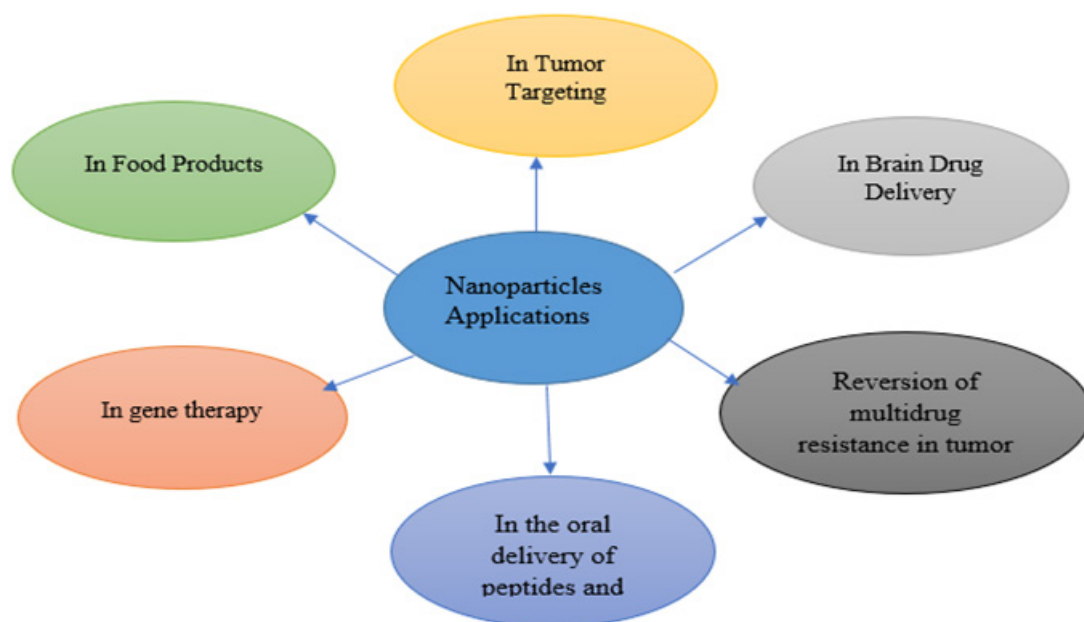 In Tumor
Targeting
In Food Products
In Brain Drug
Delivery
Nanoparticles
Applications
In gene therapy
Reversion of
multidrug
resistance in tumor
In the oral
delivery of
peptides and